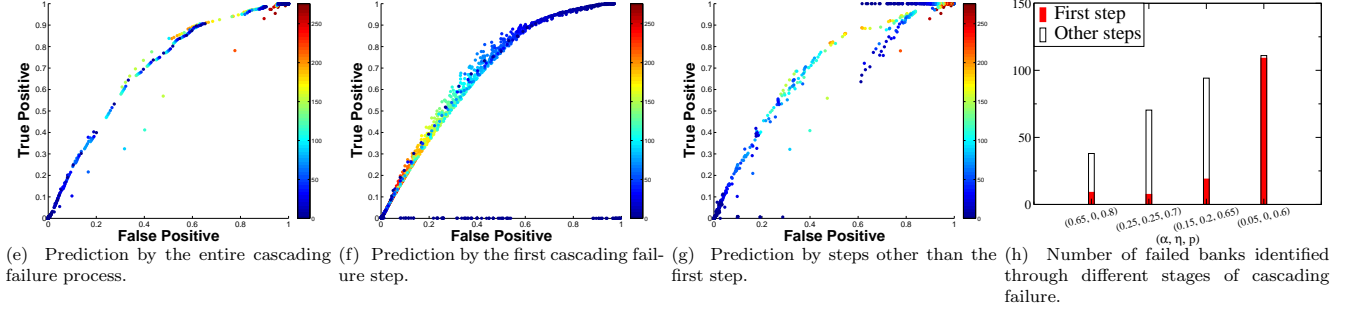 True Positive
1
0.9
0.8
0.7
0.6
0.5
0.4
0.3
0.2
0.1
0
0 0.2 0.4 0.6 0.8 1
False Positive
250
200
150
100
50
0
(e) Prediction by the entire cascading
failure process.
True Positive
1
0.9
0.8
0.7
0.6
0.5
0.4
0.3
0.2
0.1
0
0 0.2 0.4 0.6 0.8 1
False Positive
250
200
150
100
50
0
(f) Prediction by the first cascading fail-
ure step.
True Positive
1
0.9
0.8
0.7
0.6
0.5
0.4
0.3
0.2
0.1
0
0 0.2 0.4 0.6 0.8 1
False Positive
250
200
150
100
50
0
(g) Prediction by steps other than the
first step.
150
100
50
0
First step
Other steps
(0.65, 0, 0.8)
(0.25, 0.25, 0.7)
(0.15, 0.2, 0.65)
(0.05, 0, 0.6)
(α, η, p)
(h) Number of failed banks identified
through different stages of cascading
failure.